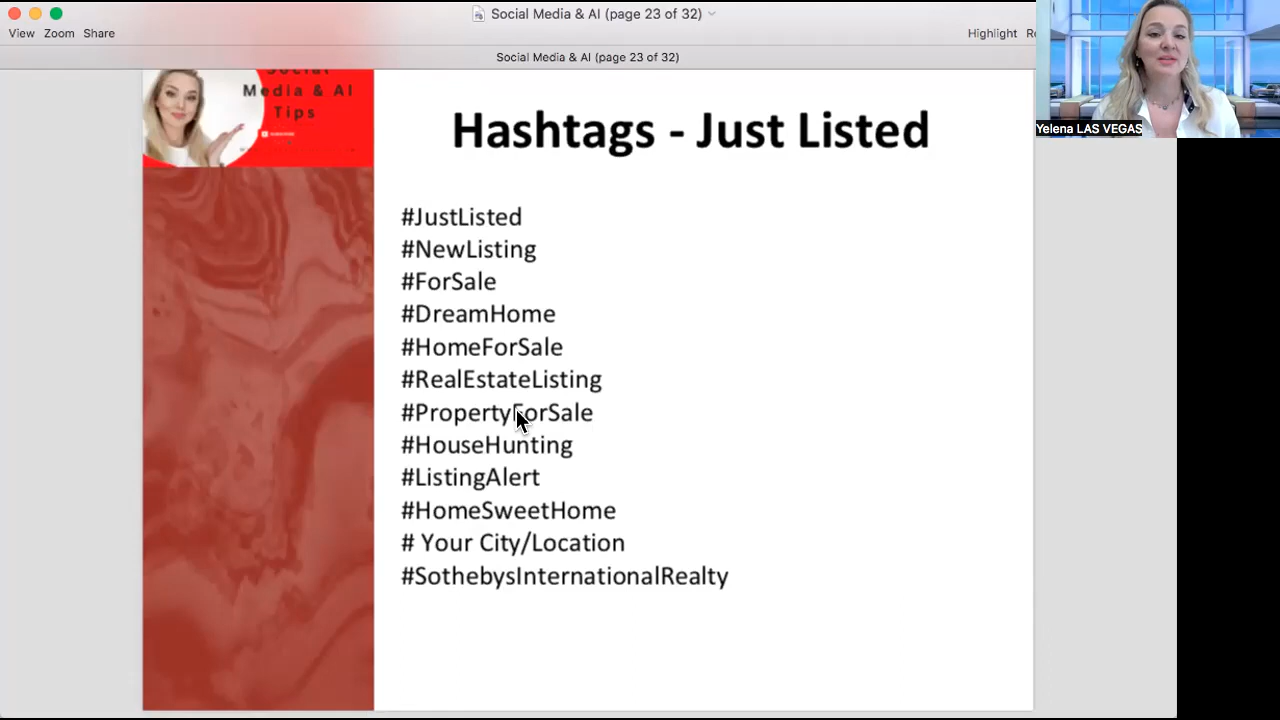 Social Media & AI (page 23 of 32)
View Zoom Share
Highlight
Social Media & AI (page 23 of 32)
Yelena LAS VEGAS
Social
Media & AI
Tips
SUBSCRIBE
Hashtags - Just Listed
#JustListed
#NewListing
#ForSale
#DreamHome
#HomeForSale
#RealEstateListing
#PropertyForSale
#HouseHunting
#ListingAlert
#HomeSweetHome
# Your City/Location
#SothebysInternationalRealty